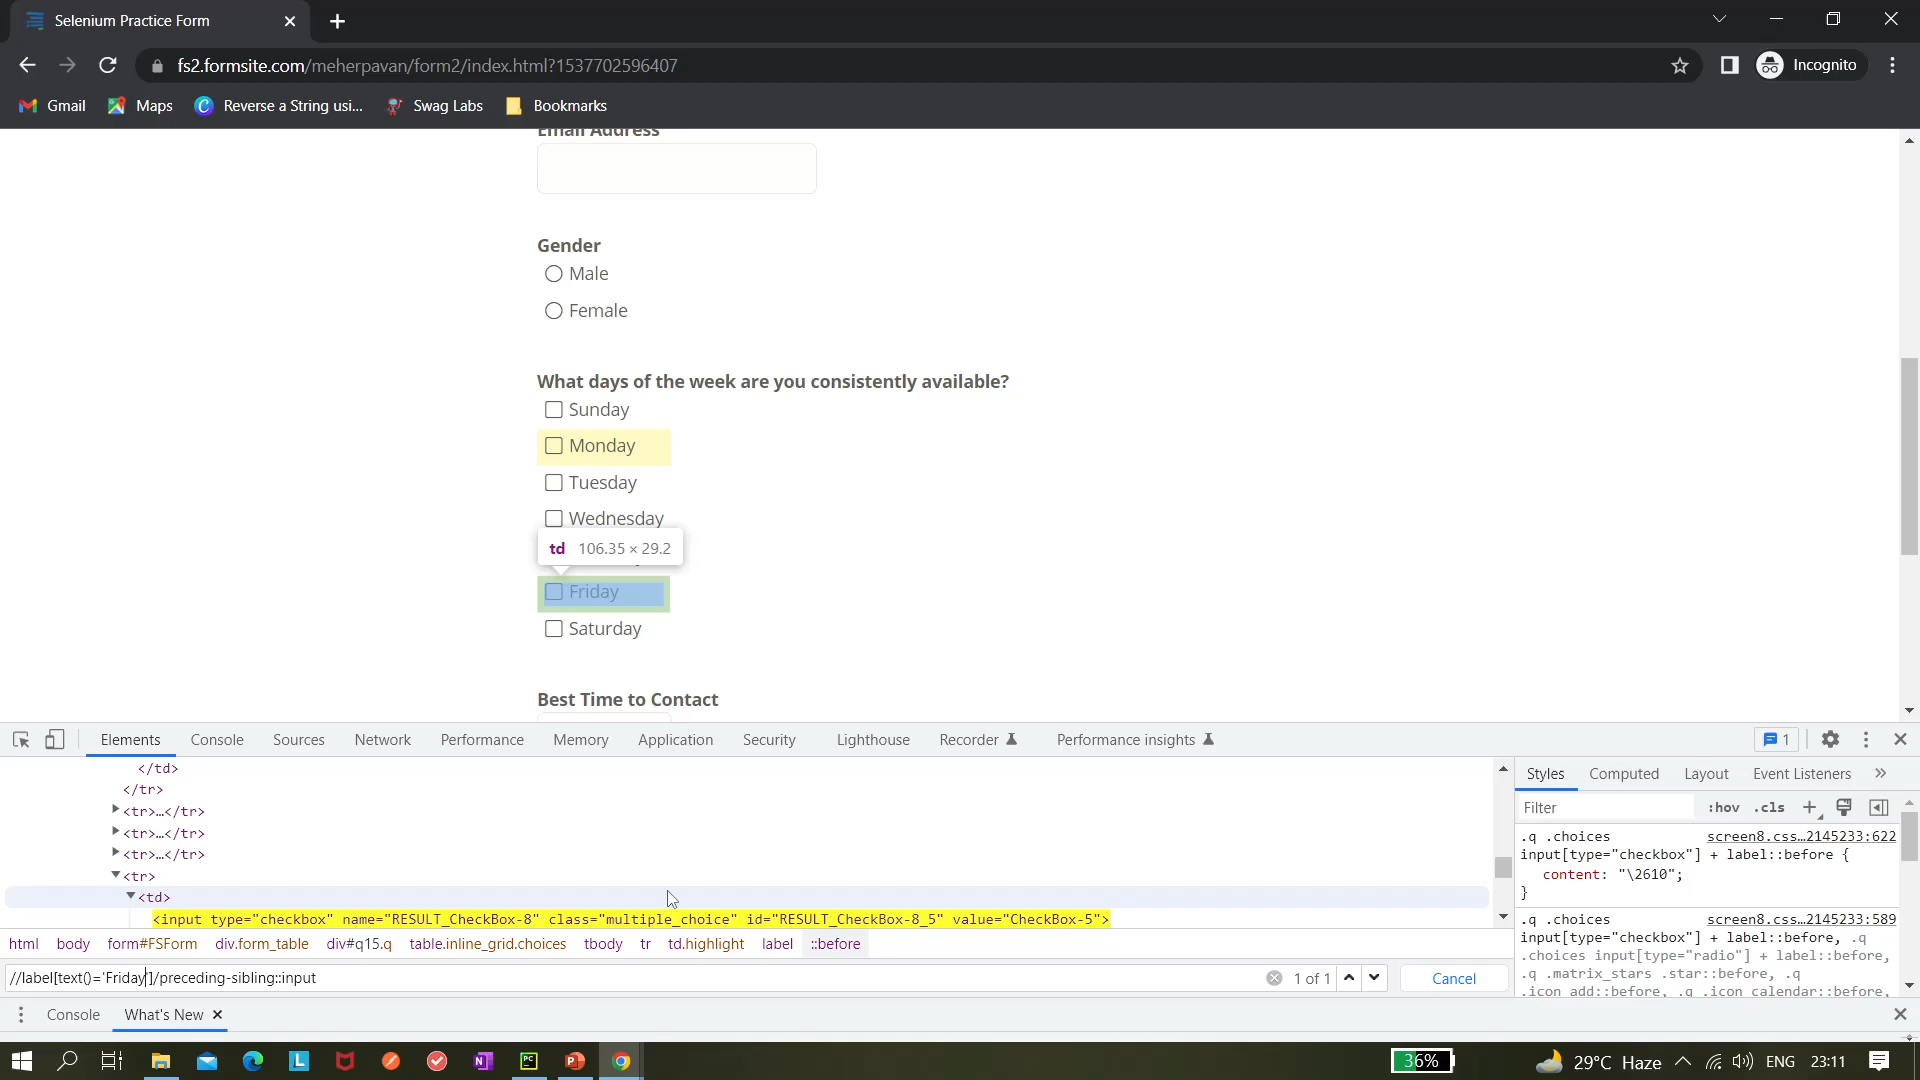 Selenium Practice Form
fs2.formsite.com/meherpavan/form2/index.html?1537702596407
Incognito
Gmail
Maps
Reverse a String usi...
Swag Labs
Bookmarks
Email Address
Gender
Male
Female
What days of the week are you consistently available?
Sunday
Monday
Tuesday
Wednesday
td 106.35 × 29.2
Friday
Saturday
Best Time to Contact
Elements Console Sources Network Performance Memory Application Security Lighthouse Recorder Performance insights 1
</td>
</tr>
<tr>…</tr>
<tr>…</tr>
<tr>…</tr>
<tr>
<td>
<input type="checkbox" name="RESULT_CheckBox-8" class="multiple_choice" id="RESULT_CheckBox-8_5" value="CheckBox-5">
html body form#FSForm div.form_table div#q15.q table.inline_grid.choices tbody tr td.highlight label ::before
//label[text()='Friday']/preceding-sibling::input
1 of 1
Cancel
Styles Computed Layout Event Listeners »
Filter :hov .cls
.q .choices screen8.css…2145233:622
input[type="checkbox"] + label::before {
content: "\2610";
}
.q .choices screen8.css…2145233:589
input[type="checkbox"] + label::before, .q
.choices input[type="radio"] + label::before,
.q .matrix_stars .star::before, .q
.icon_add::before, .q .icon_calendar::before,
Console What's New
36%
29°C Haze
ENG
23:11